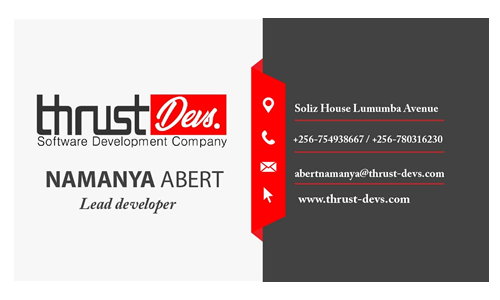 thrust Devs.
Software Development Company
NAMANYA ABERT
Lead developer
Soliz House Lumumba Avenue
+256-754938667 / +256-780316230
abertnamanya@thrust-devs.com
www.thrust-devs.com